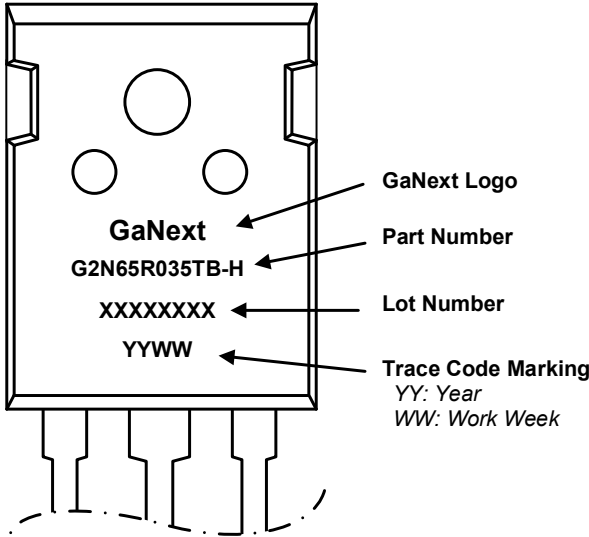 GaNext
G2N65R035TB-H
XXXXXXXX
YYWW
GaNext Logo
Part Number
Lot Number
Trace Code Marking
YY: Year
WW: Work Week